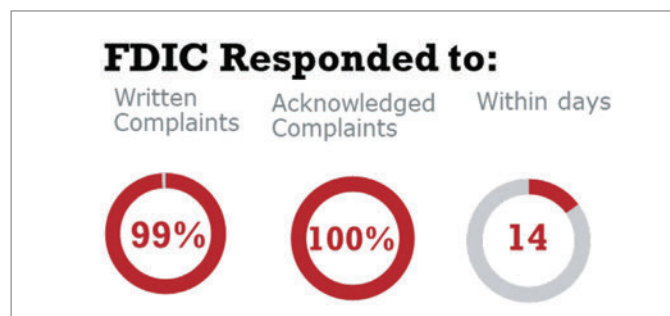 FDIC Responded to:
Written
Complaints
Acknowledged
Complaints
Within days
99%
100%
14